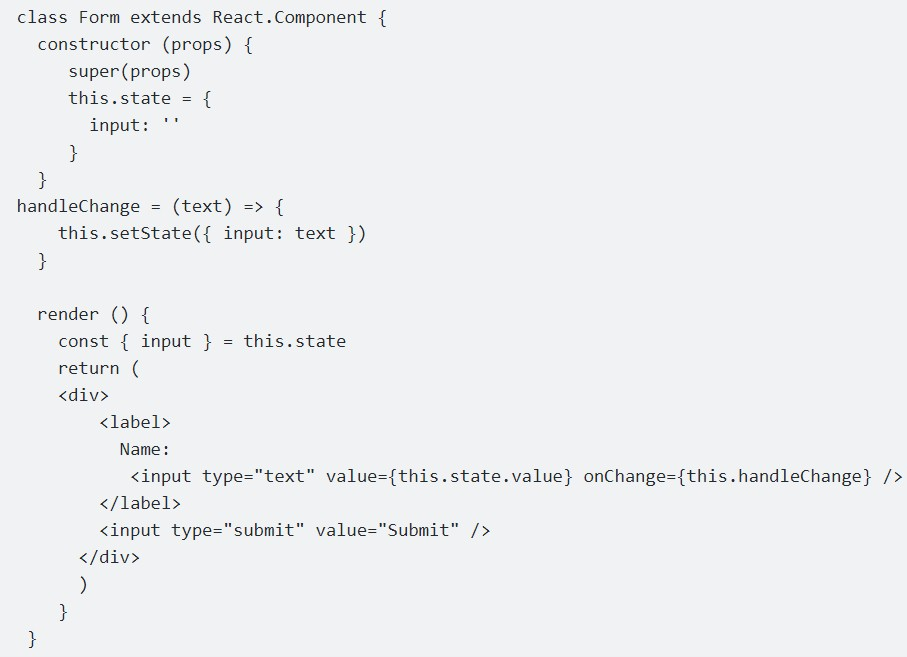 class Form extends React.Component {
  constructor (props) {
     super(props)
     this.state = {
       input: ''
     }
  }
handleChange = (text) => {
    this.setState({ input: text })
  }

  render () {
    const { input } = this.state
    return (
    <div>
        <label>
          Name:
           <input type="text" value={this.state.value} onChange={this.handleChange} />
        </label>
        <input type="submit" value="Submit" />
      </div>
      )
    }
 }